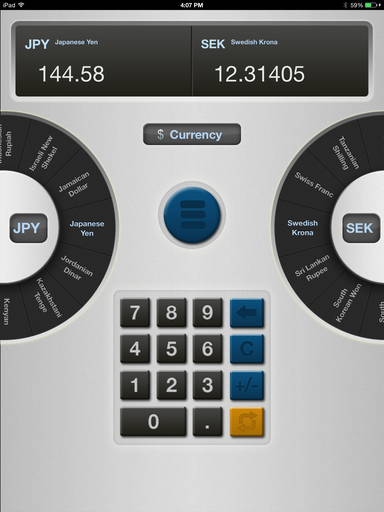 iPad 4:07 PM 59%
JPY Japanese Yen SEK Swedish Krona
144.58 12.31405
$ Currency
Rupiah
Israeli New
Shekel
Jamaican
Dollar
Japanese
Yen
Jordanian
Dinar
Kazakhstani
Tenge
Kenyan
JPY
Tanzanian
Shilling
Swiss Franc
Swedish
Krona
Sri Lankan
Rupee
South
Korean Won
South
SEK
7 8 9
4 5 6 C
1 2 3 +/-
0 .